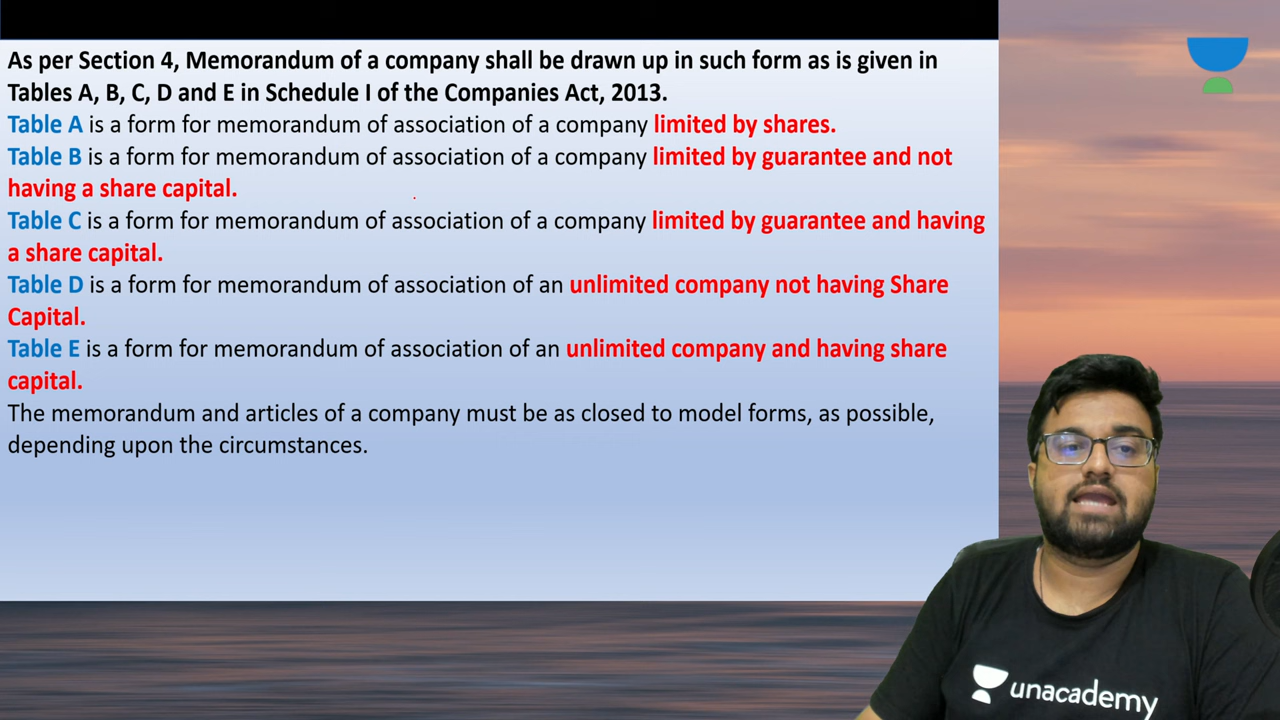 As per Section 4, Memorandum of a company shall be drawn up in such form as is given in
Tables A, B, C, D and E in Schedule I of the Companies Act, 2013.
Table A is a form for memorandum of association of a company limited by shares.
Table B is a form for memorandum of association of a company limited by guarantee and not
having a share capital.
Table C is a form for memorandum of association of a company limited by guarantee and having
a share capital.
Table D is a form for memorandum of association of an unlimited company not having Share
Capital.
Table E is a form for memorandum of association of an unlimited company and having share
capital.
The memorandum and articles of a company must be as closed to model forms, as possible,
depending upon the circumstances.
unacademy